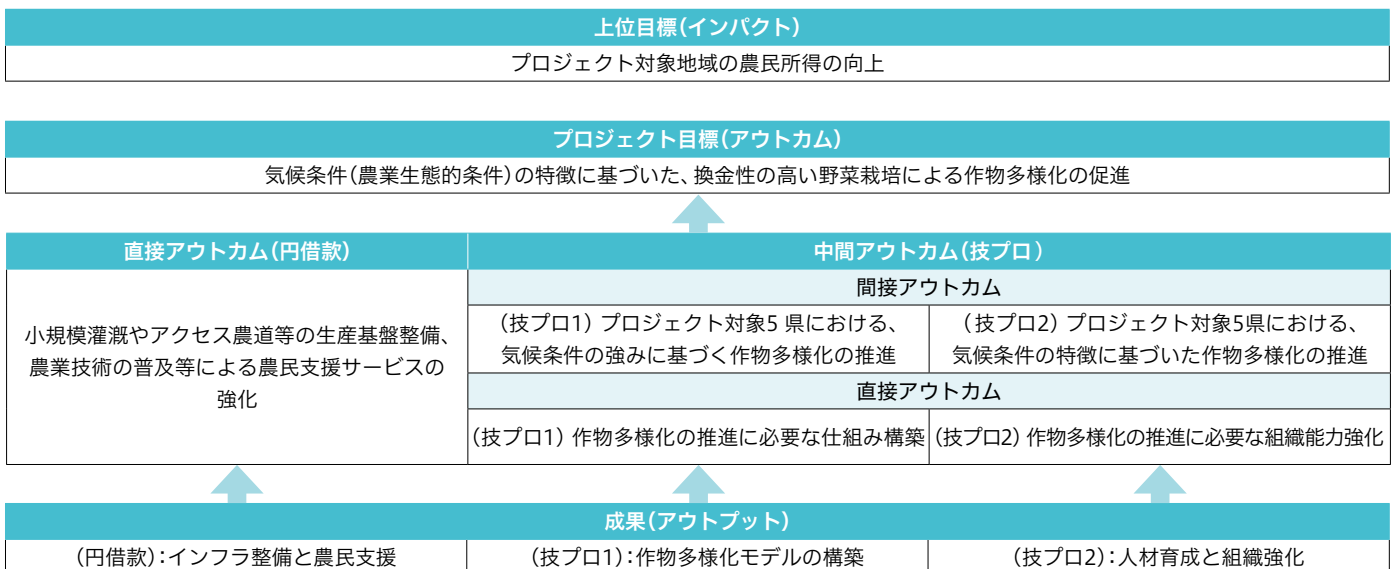 上位目標(インパクト)
プロジェクト対象地域の農民所得の向上
プロジェクト目標(アウトカム)
気候条件(農業生態的条件)の特徴に基づいた、換金性の高い野菜栽培による作物多様化の促進
直接アウトカム(円借款)
小規模灌漑やアクセス農道等の生産基盤整備、
農業技術の普及等による農民支援サービスの
強化
中間アウトカム(技プロ)
間接アウトカム
(技プロ1) プロジェクト対象5 県における、
気候条件の強みに基づく作物多様化の推進
(技プロ2) プロジェクト対象5県における、
気候条件の特徴に基づいた作物多様化の推進
直接アウトカム
(技プロ1) 作物多様化の推進に必要な仕組み構築
(技プロ2) 作物多様化の推進に必要な組織能力強化
成果(アウトプット)
(円借款):インフラ整備と農民支援
(技プロ1):作物多様化モデルの構築
(技プロ2):人材育成と組織強化